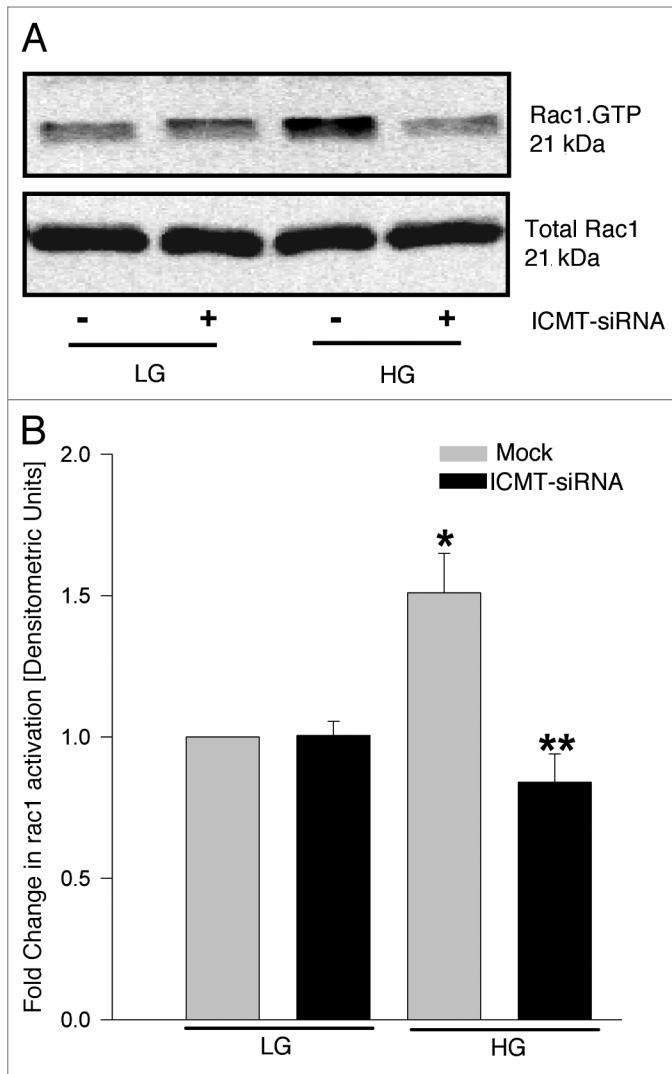 A
Rac1.GTP
21 kDa
Total Rac1
21 kDa
- + - + ICMT-siRNA
LG HG
B
Mock
ICMT-siRNA
Fold Change in rac1 activation [Densitometric Units]
2.0
1.5
1.0
0.5
0.0
*
**
LG HG